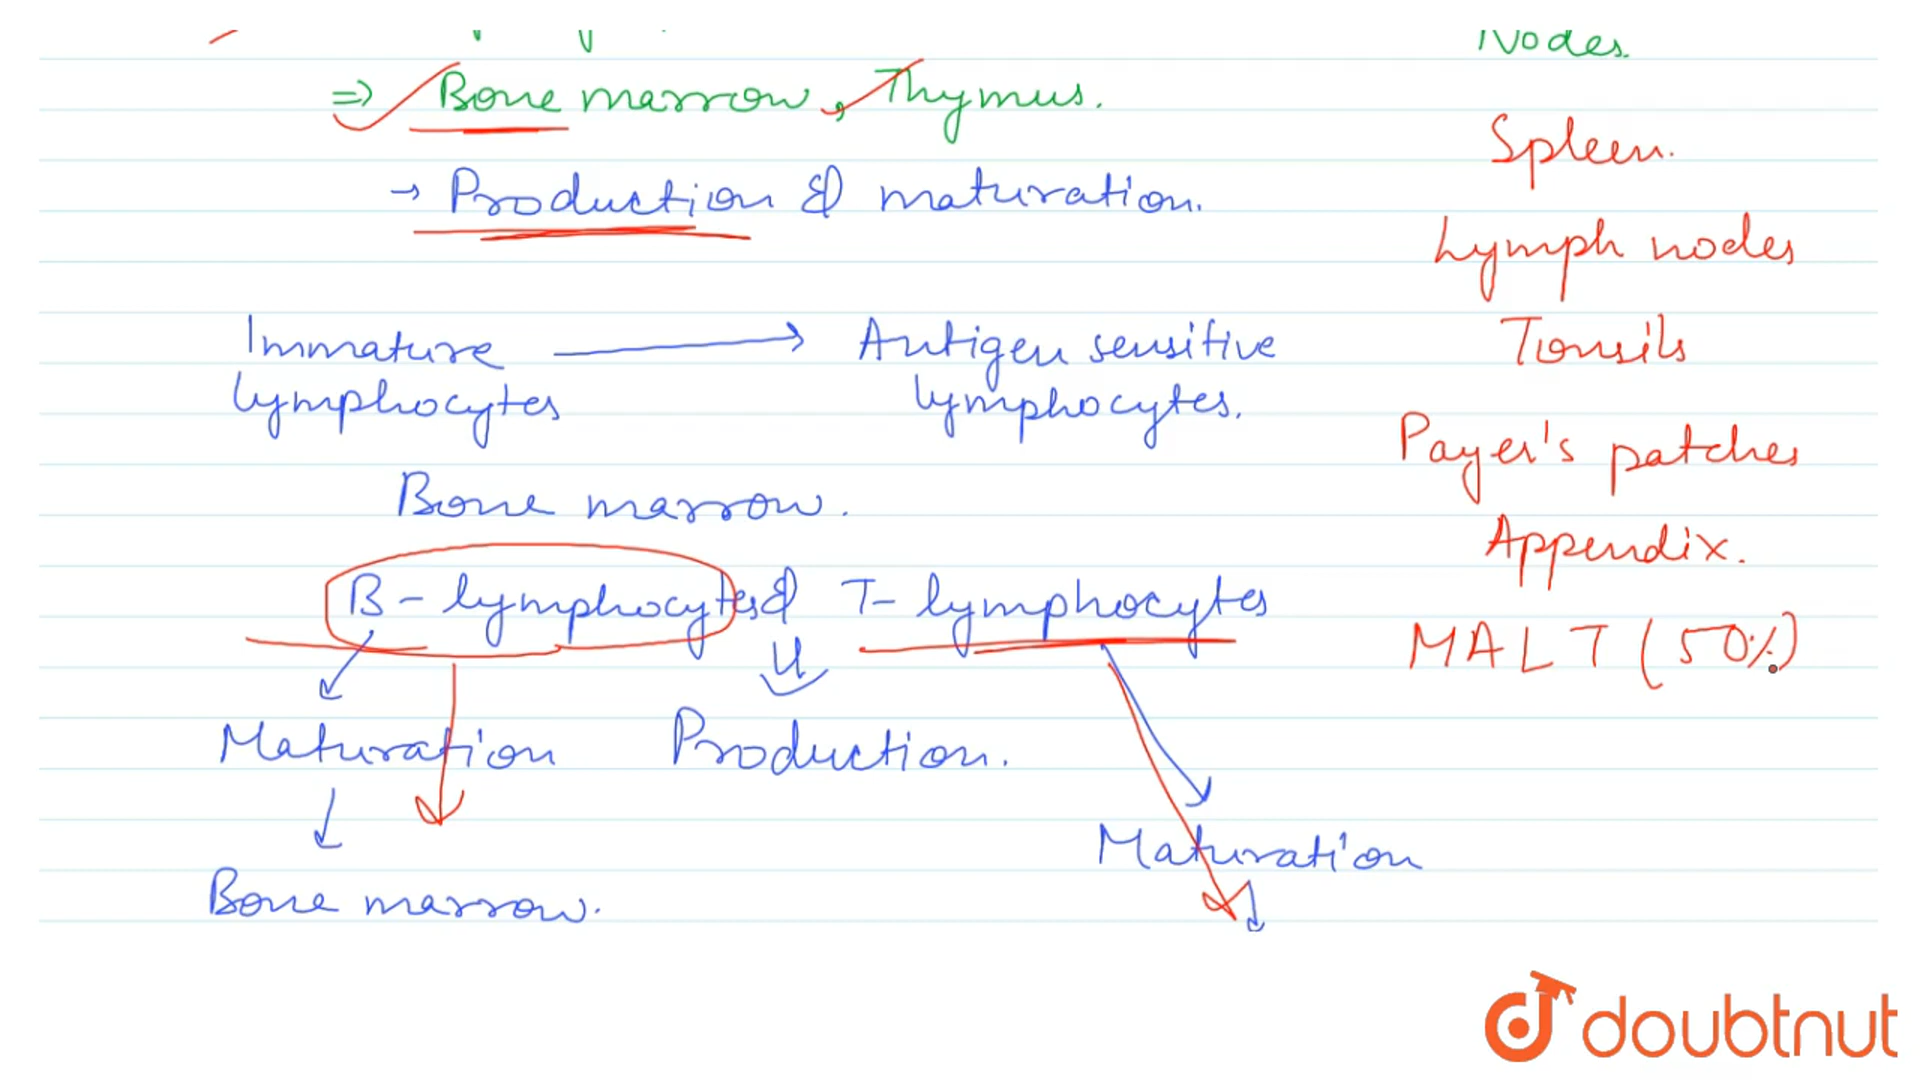 ⇒ Bone marrow, Thymus.
→ Production & maturation.
Immature → Antigen sensitive
lymphocytes lymphocytes.
Bone marrow.
B- lymphocytes & T- lymphocytes
Maturation Production.
Maturation
Bone marrow.
Nodes.
Spleen.
Lymph nodes
Tonsils
Payer's patches
Appendix.
MALT (50%)
doubtnut